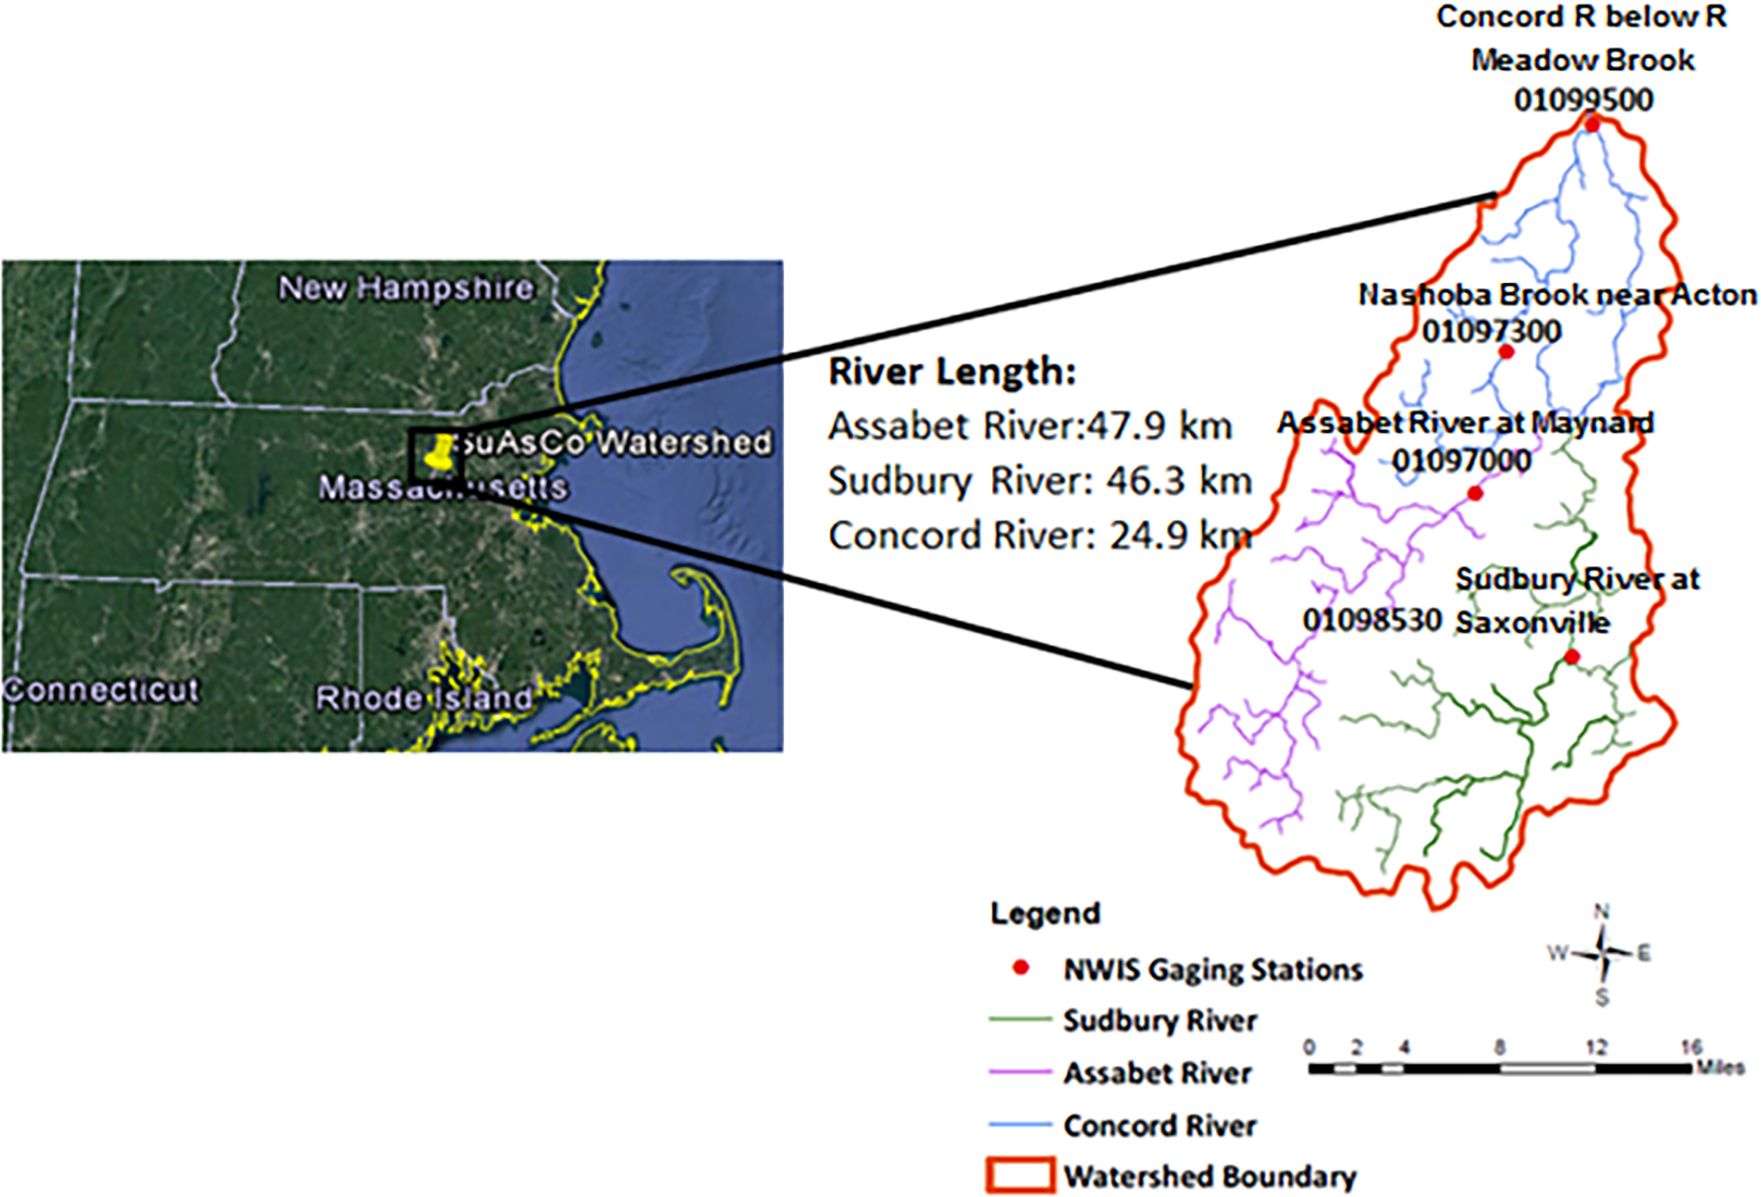 Concord R below R
Meadow Brook
01099500
New Hampshire
SuAsCo Watershed
Massachusetts
Connecticut
Rhode Island
River Length:
Assabet River:47.9 km
Sudbury River: 46.3 km
Concord River: 24.9 km
Nashoba Brook near Acton
01097300
Assabet River at Maynard
01097000
Sudbury River at
01098530 Saxonville
Legend
NWIS Gaging Stations
Sudbury River
Assabet River
Concord River
Watershed Boundary
N
W E
S
0 2 4 8 12 16
Miles